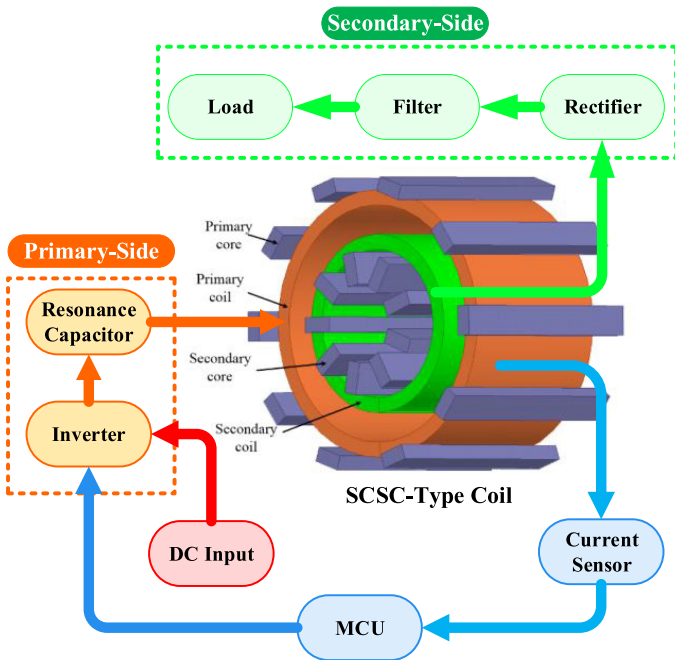 Secondary-Side
Load
Filter
Rectifier
Primary
core
Primary-Side
Primary
coil
Resonance
Capacitor
Secondary
core
Inverter
Secondary
coil
SCSC-Type Coil
DC Input
Current
Sensor
MCU